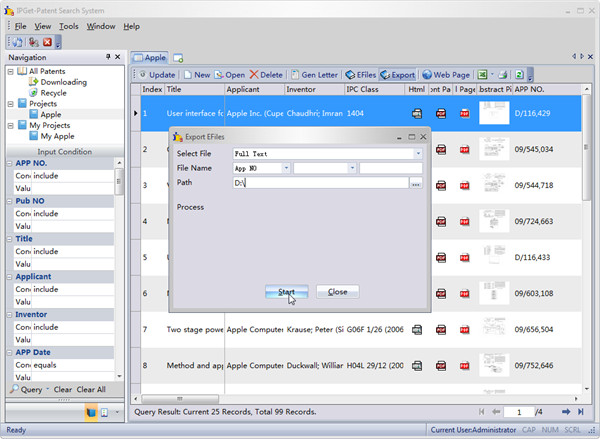 IPGet-Patent Search System
File View Tools Window Help
Navigation
All Patents
Downloading
Recycle
Projects
Apple
My Projects
My Apple
Input Condition
APP NO.
Con include
Valu
Pub NO
Con include
Valu
Title
Con include
Valu
Applicant
Con include
Valu
Inventor
Con include
Valu
APP Date
Con equals
Valu
Query Clear Clear All
Apple
Update New Open Delete Gen Letter EFiles Export Web Page
Index Title Applicant Inventor IPC Class Html ont Pa l Page bstract Pi APP NO.
1 User interface fo Apple Inc. (Cupe Chaudhri; Imran 1404 D/116,429
2 09/545,034
3 09/544,718
4 09/724,663
5 D/116,433
6 09/603,108
7 Two stage powe Apple Computer Krause; Peter (Si G06F 1/26 (2006 09/656,504
8 Method and app Apple Computer Duckwall; William H04L 29/12 (200 09/752,646
Export EFiles
Select File Full Text
File Name App NO
Path D:\
...
Process
Start Close
Query Result: Current 25 Records, Total 99 Records.
1 /4
Ready Current User:Administrator CAP NUM SCRL